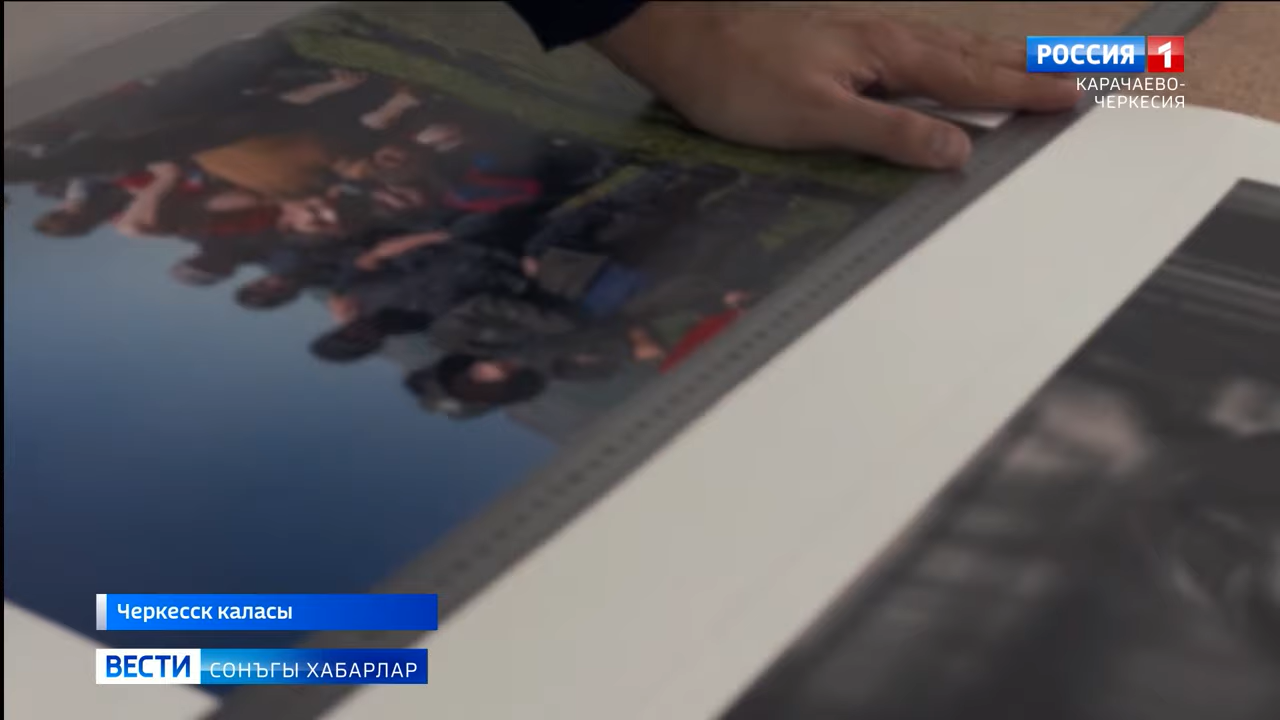 РОССИЯ 1
КАРАЧАЕВО-
ЧЕРКЕСИЯ
Черкесск каласы
ВЕСТИ СОНЪГЫ ХАБАРЛАР